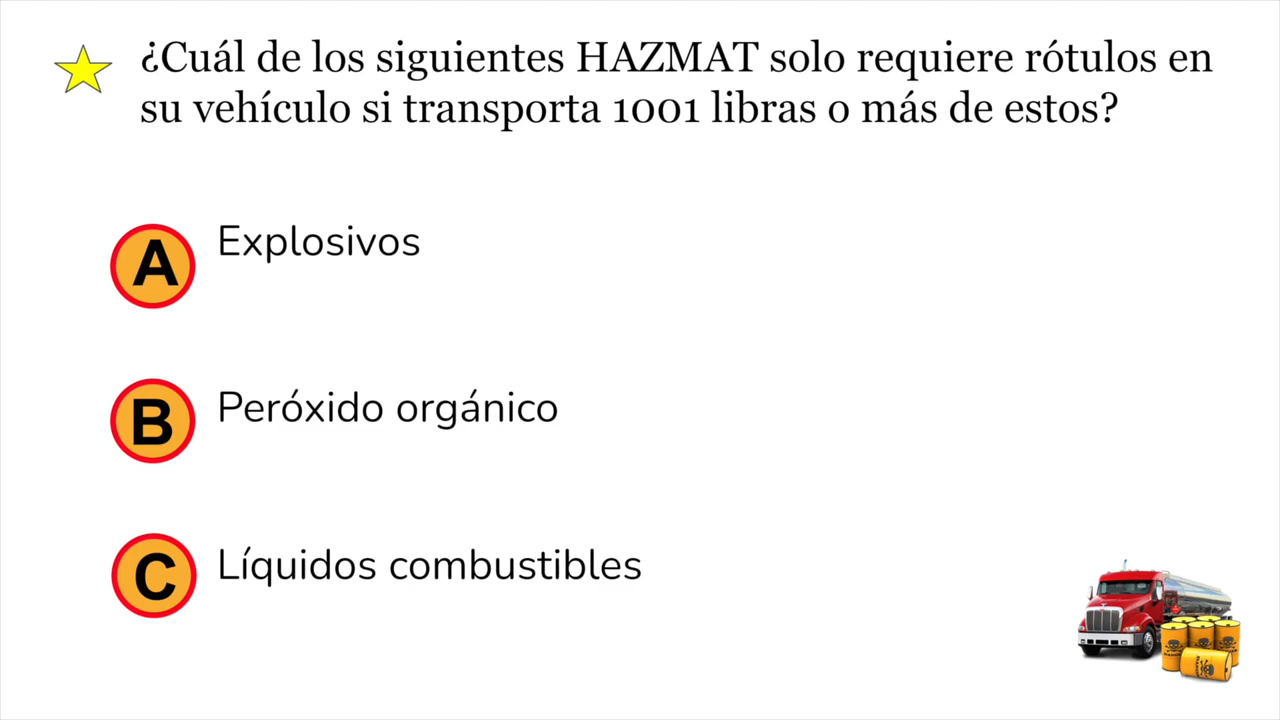 ¿Cuál de los siguientes HAZMAT solo requiere rótulos en
su vehículo si transporta 1001 libras o más de estos?
A Explosivos
B Peróxido orgánico
C Líquidos combustibles